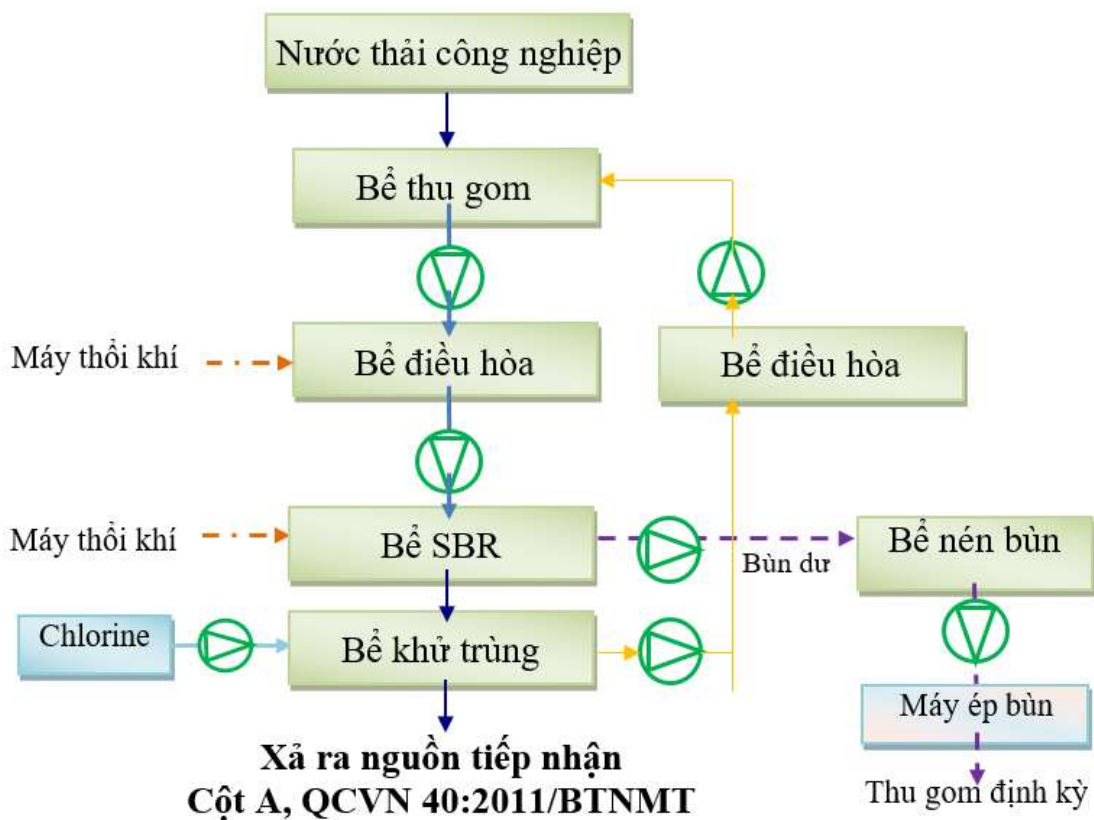 Nước thải công nghiệp
Bể thu gom
Máy thổi khí
Bể điều hòa
Bể điều hòa
Máy thổi khí
Bể SBR
Bùn dư
Bể nén bùn
Chlorine
Bể khử trùng
Máy ép bùn
Xả ra nguồn tiếp nhận
Cột A, QCVN 40:2011/BTNMT
Thu gom định kỳ